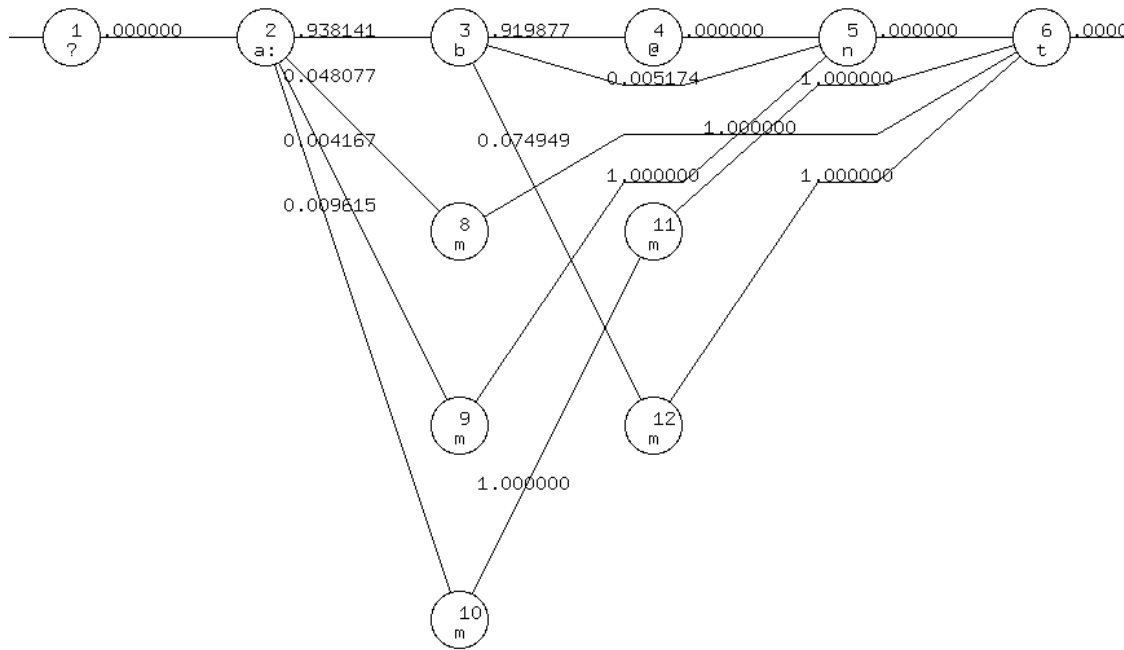 1 .000000 2 .938141 3 .919877 4 .000000 5 .000000 6 .0000
? a: b @ n t
0.048077 0.005174 1.000000
0.004167 0.074949 1.000000
1.000000 1.000000
0.009615
8 11
m m
9 12
m m
1.000000
10
m